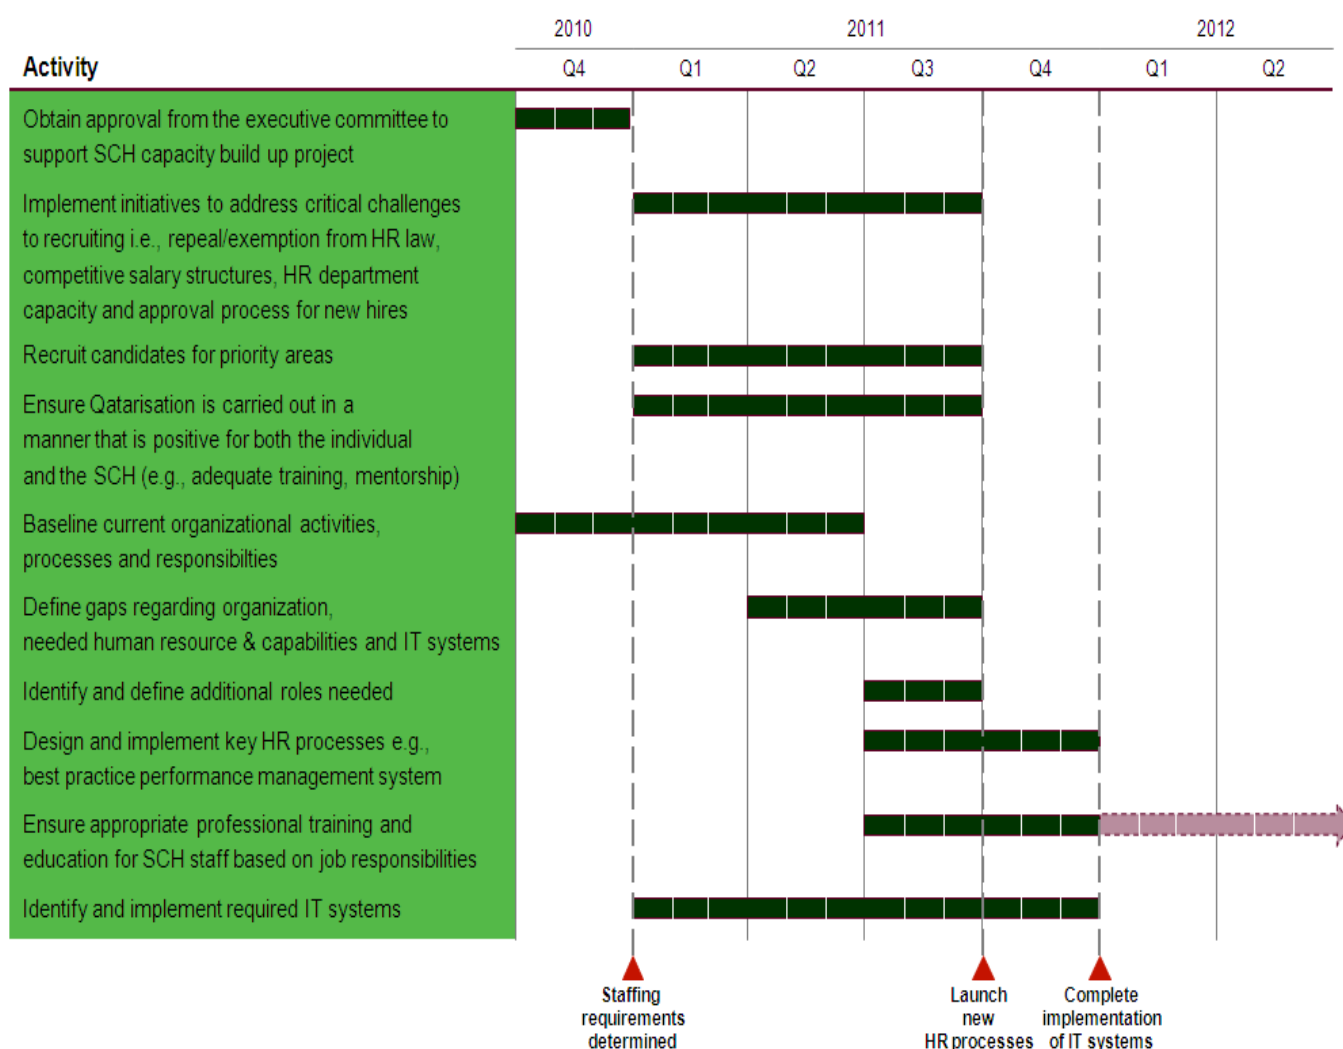 2010 2011 2012
Activity Q4 Q1 Q2 Q3 Q4 Q1 Q2
Obtain approval from the executive committee to
support SCH capacity build up project
Implement initiatives to address critical challenges
to recruiting i.e., repeal/exemption from HR law,
competitive salary structures, HR department
capacity and approval process for new hires
Recruit candidates for priority areas
Ensure Qatarisation is carried out in a
manner that is positive for both the individual
and the SCH (e.g., adequate training, mentorship)
Baseline current organizational activities,
processes and responsibilties
Define gaps regarding organization,
needed human resource & capabilities and IT systems
Identify and define additional roles needed
Design and implement key HR processes e.g.,
best practice performance management system
Ensure appropriate professional training and
education for SCH staff based on job responsibilities
Identify and implement required IT systems
Staffing
requirements
determined
Launch
new
HR processes
Complete
implementation
of IT systems